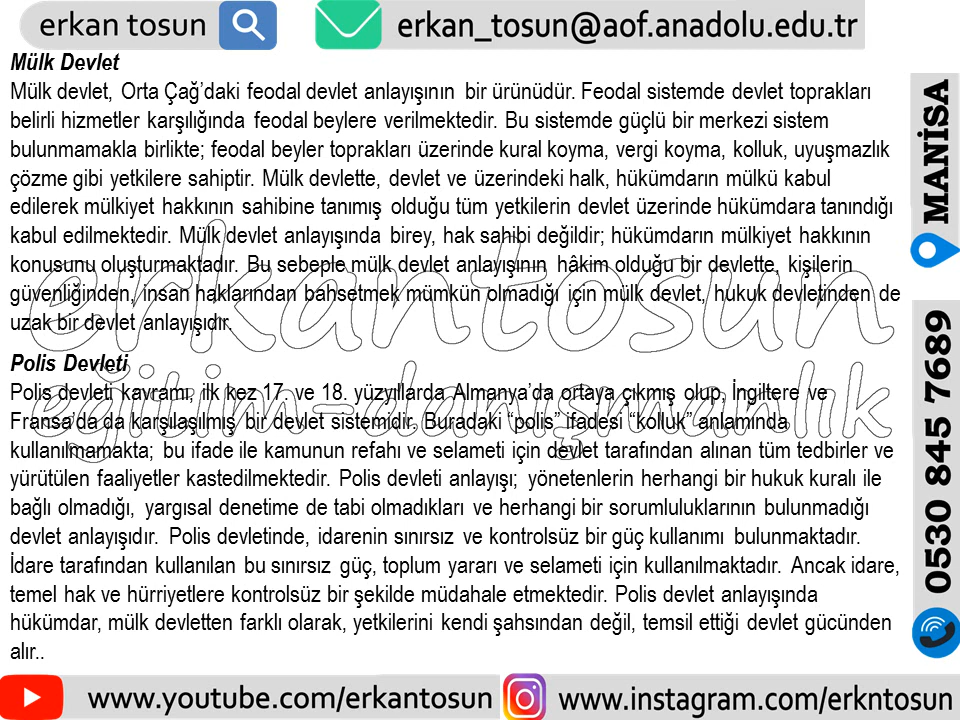 erkan tosun
erkan_tosun@aof.anadolu.edu.tr
Mülk Devlet
Mülk devlet, Orta Çağ’daki feodal devlet anlayışının bir ürünüdür. Feodal sistemde devlet toprakları
belirli hizmetler karşılığında feodal beylere verilmektedir. Bu sistemde güçlü bir merkezi sistem
bulunmamakla birlikte; feodal beyler toprakları üzerinde kural koyma, vergi koyma, kolluk, uyuşmazlık
çözme gibi yetkilere sahiptir. Mülk devlette, devlet ve üzerindeki halk, hükümdarın mülkü kabul
edilerek mülkiyet hakkının sahibine tanımış olduğu tüm yetkilerin devlet üzerinde hükümdara tanındığı
kabul edilmektedir. Mülk devlet anlayışında birey, hak sahibi değildir; hükümdarın mülkiyet hakkının
konusunu oluşturmaktadır. Bu sebeple mülk devlet anlayışının hâkim olduğu bir devlette, kişilerin
güvenliğinden, insan haklarından bahsetmek mümkün olmadığı için mülk devlet, hukuk devletinden de
uzak bir devlet anlayışıdır.
Polis Devleti
Polis devleti kavramı, ilk kez 17. ve 18. yüzyıllarda Almanya’da ortaya çıkmış olup, İngiltere ve
Fransa’da da karşılaşılmış bir devlet sistemidir. Buradaki “polis” ifadesi “kolluk” anlamında
kullanılmamakta; bu ifade ile kamunun refahı ve selameti için devlet tarafından alınan tüm tedbirler ve
yürütülen faaliyetler kastedilmektedir. Polis devleti anlayışı; yönetenlerin herhangi bir hukuk kuralı ile
bağlı olmadığı, yargısal denetime de tabi olmadıkları ve herhangi bir sorumluluklarının bulunmadığı
devlet anlayışıdır. Polis devletinde, idarenin sınırsız ve kontrolsüz bir güç kullanımı bulunmaktadır.
İdare tarafından kullanılan bu sınırsız güç, toplum yararı ve selameti için kullanılmaktadır. Ancak idare,
temel hak ve hürriyetlere kontrolsüz bir şekilde müdahale etmektedir. Polis devlet anlayışında
hükümdar, mülk devletten farklı olarak, yetkilerini kendi şahsından değil, temsil ettiği devlet gücünden
alır..
erkantosun
eğitim-danışmanlık
MANİSA
0530 845 7689
www.youtube.com/erkantosun
www.instagram.com/erkntosun